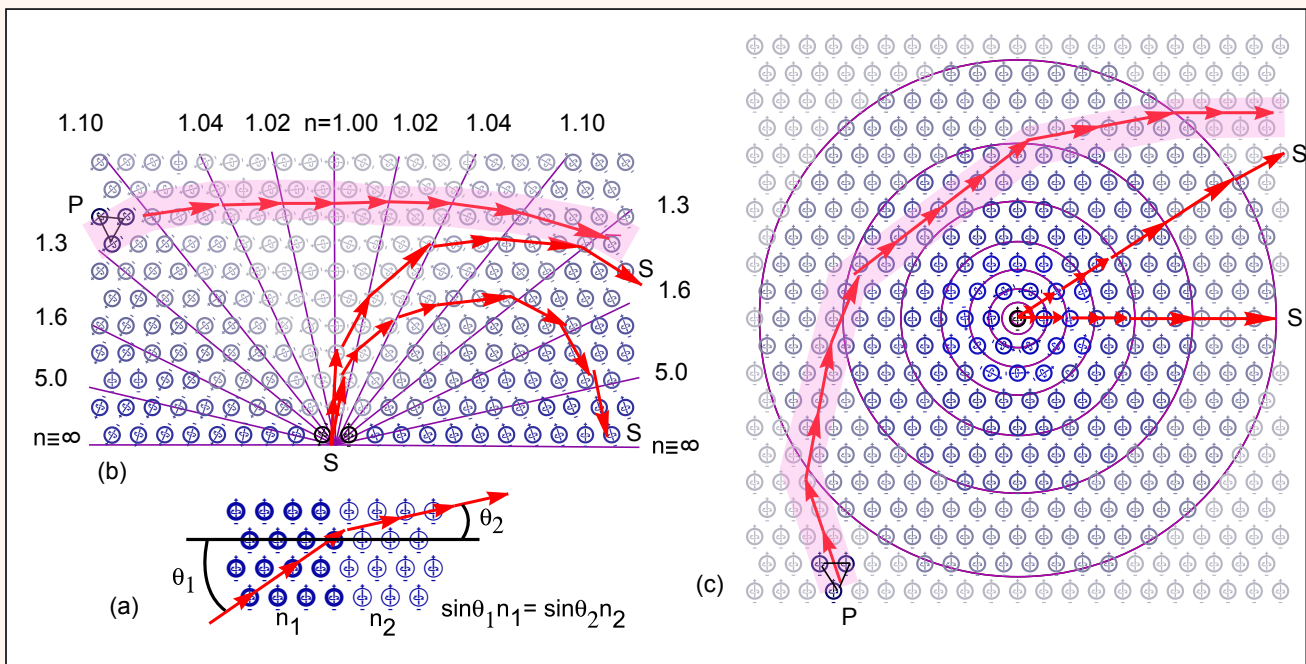 1.10 1.04 1.02 n=1.00 1.02 1.04 1.10
P
1.3
1.3
S
1.6
1.6
5.0
5.0
n≡∞
S
n≡∞
S
(b)
θ₂
θ₁
(a)
n₁ n₂ sinθ₁n₁= sinθ₂n₂
S
S
(c)
P